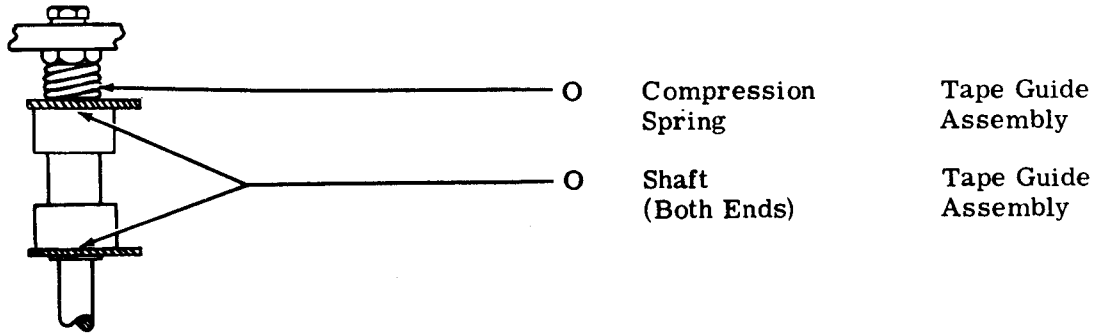 O Compression Tape Guide
Spring Assembly
O Shaft Tape Guide
(Both Ends) Assembly